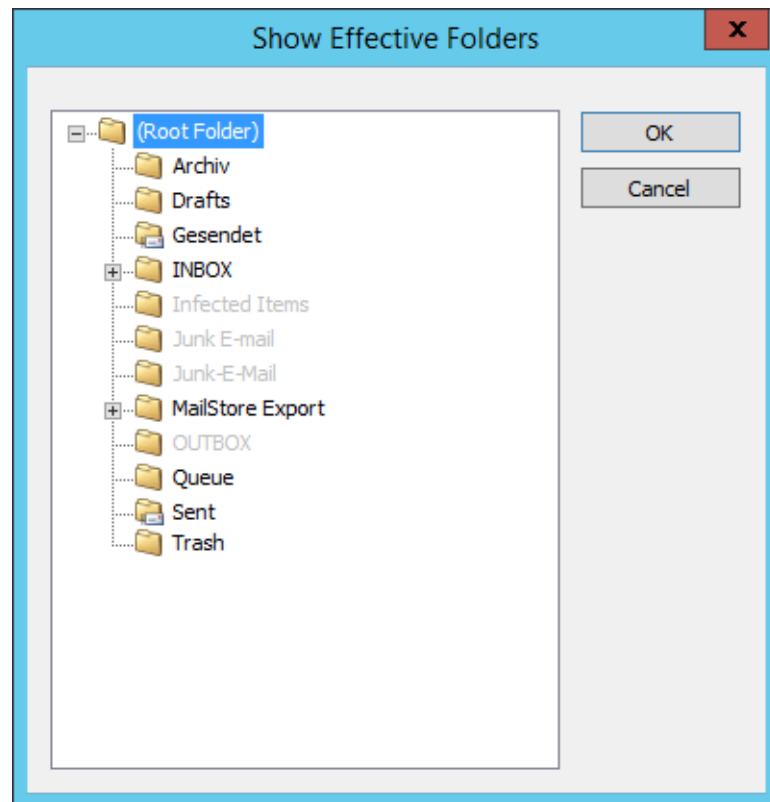 Show Effective Folders
x
(Root Folder)
OK
Archiv
Cancel
Drafts
Gesendet
INBOX
Infected Items
Junk E-mail
Junk-E-Mail
MailStore Export
OUTBOX
Queue
Sent
Trash